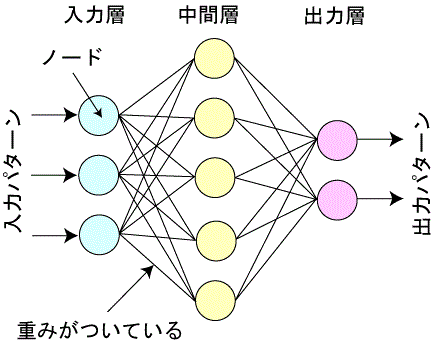 入力層
中間層
出力層
ノード
入力パターン
出力パターン
重みがついている